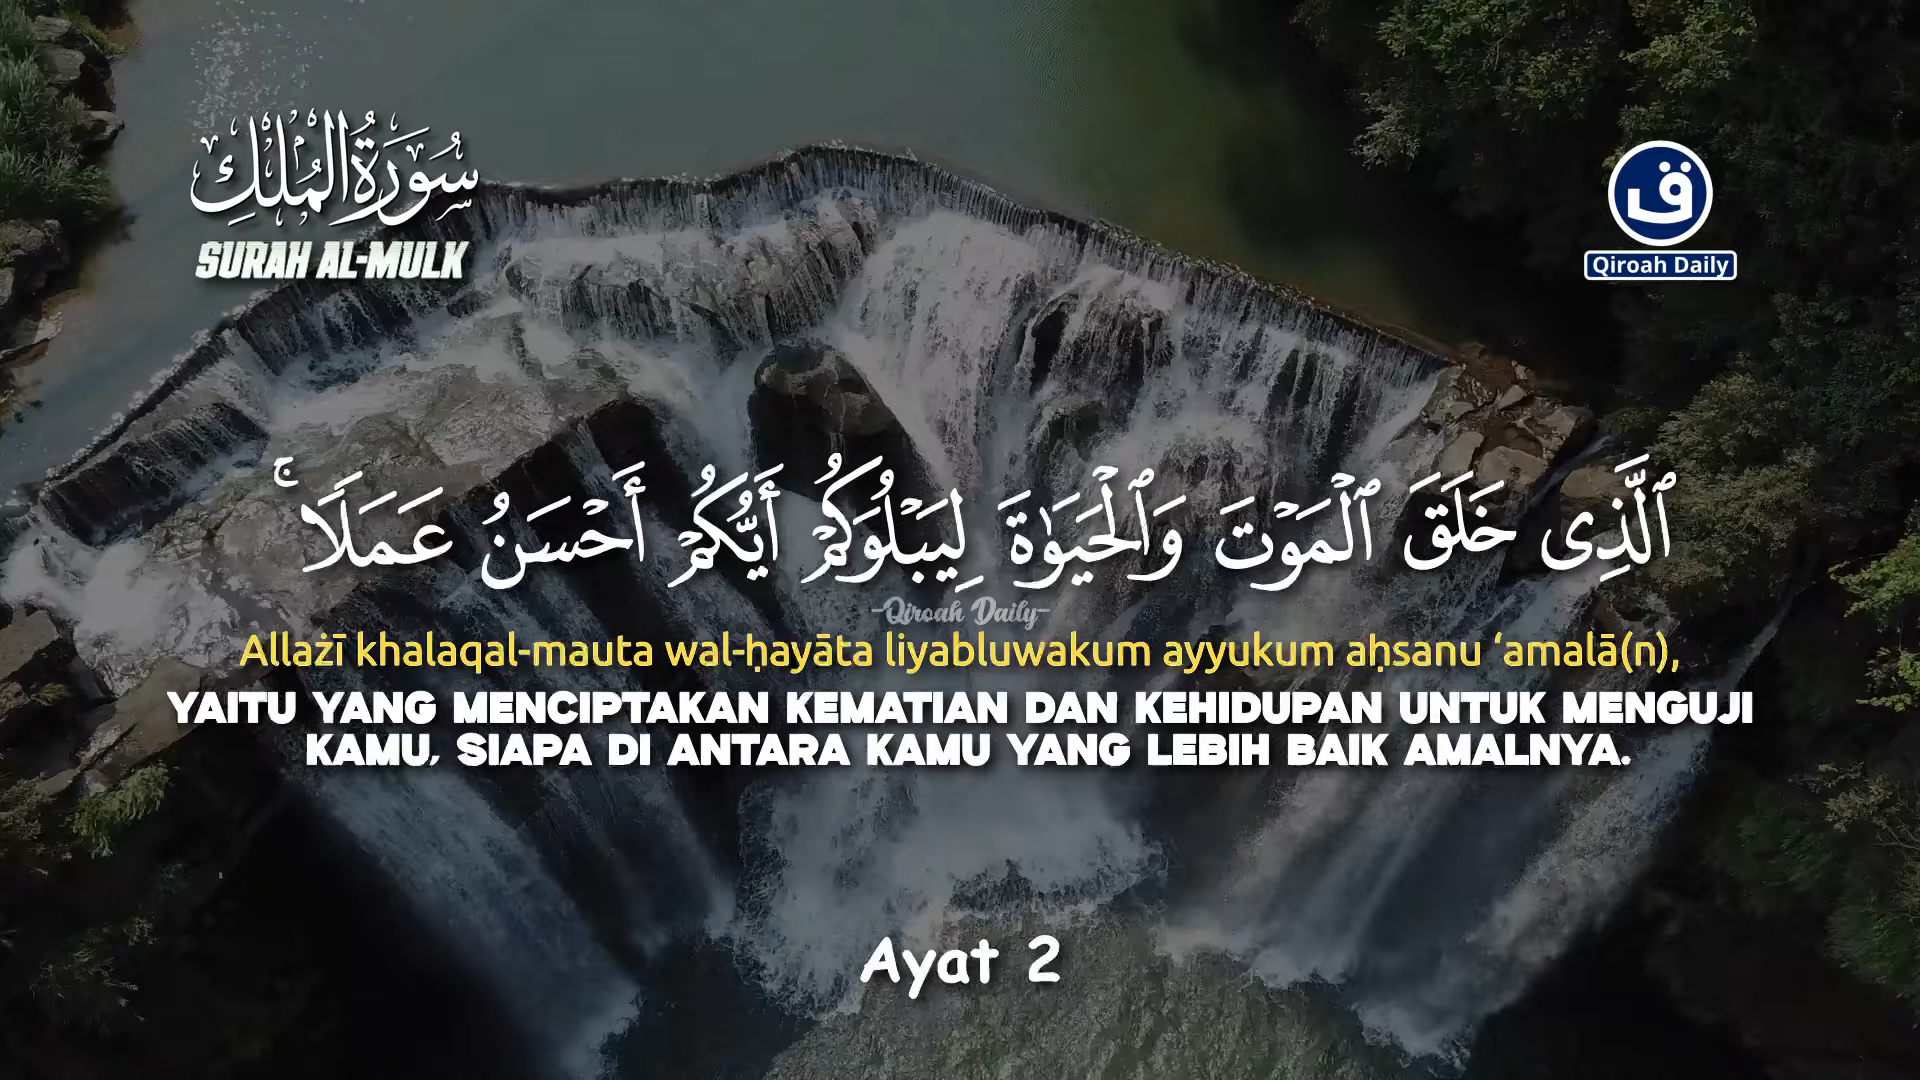 سُورَةُ الْمُلْكِ
SURAH AL-MULK
ق
Qiroah Daily
ٱلَّذِى خَلَقَ ٱلْمَوْتَ وَٱلْحَيَوٰةَ لِيَبْلُوَكُمْ أَيُّكُمْ أَحْسَنُ عَمَلًا ۚ
-Qiroah Daily-
Allażī khalaqal-mauta wal-ḥayāta liyabluwakum ayyukum aḥsanu ‘amalā(n),
YAITU YANG MENCIPTAKAN KEMATIAN DAN KEHIDUPAN UNTUK MENGUJI
KAMU, SIAPA DI ANTARA KAMU YANG LEBIH BAIK AMALNYA.
Ayat 2